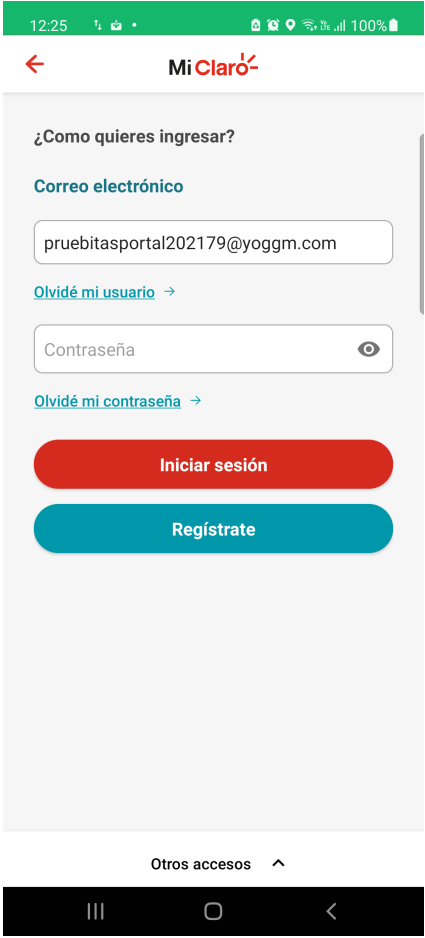 12:25 100%
Mi Claro
¿Como quieres ingresar?
Correo electrónico
pruebitasportal202179@yoggm.com
Olvidé mi usuario →
Contraseña
Olvidé mi contraseña →
Iniciar sesión
Regístrate
Otros accesos